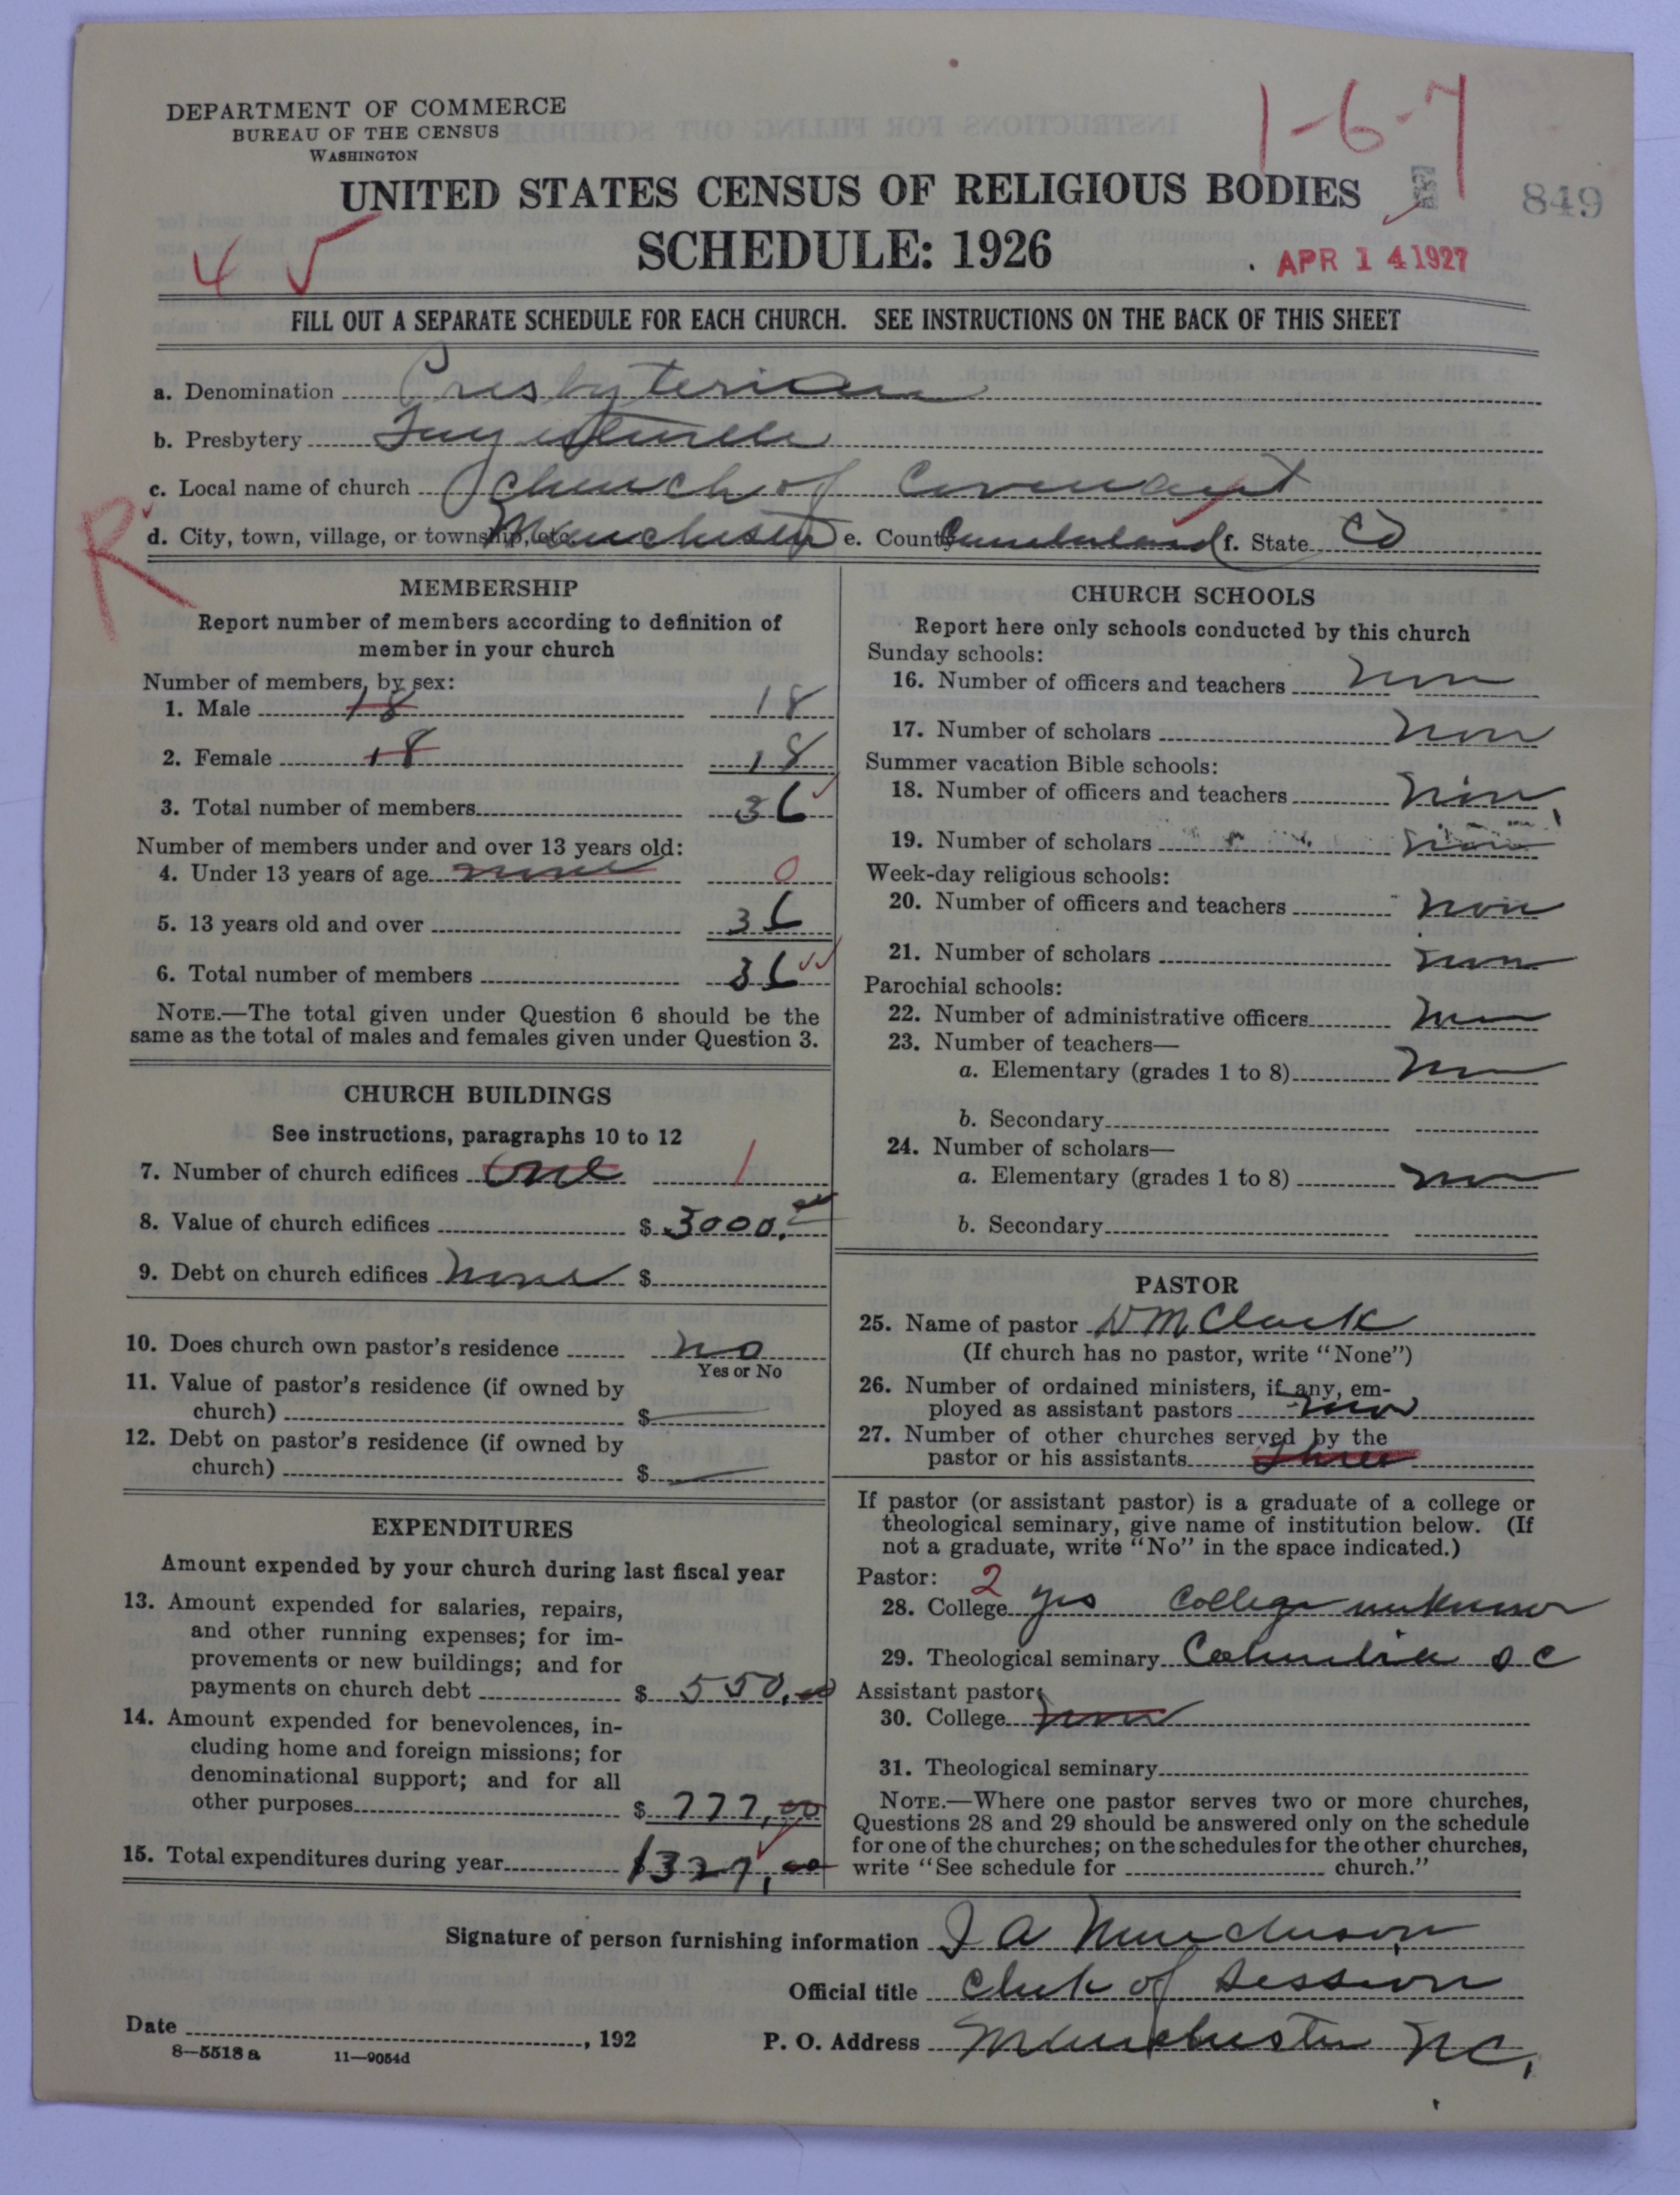 DEPARTMENT OF COMMERCE
BUREAU OF THE CENSUS
WASHINGTON
1-6-7
UNITED STATES CENSUS OF RELIGIOUS BODIES
849
4
SCHEDULE: 1926
APR 14 1927
FILL OUT A SEPARATE SCHEDULE FOR EACH CHURCH. SEE INSTRUCTIONS ON THE BACK OF THIS SHEET
a. Denomination Presbyterian
b. Presbytery Fayetteville
c. Local name of church Church of Covenant
R
d. City, town, village, or township, etc. Manchester e. County Cumberland f. State Co
MEMBERSHIP
Report number of members according to definition of
member in your church
Number of members, by sex:
1. Male 18 18
2. Female 18 18
3. Total number of members 36
Number of members under and over 13 years old:
4. Under 13 years of age none 0
5. 13 years old and over 36
6. Total number of members 36
NOTE.—The total given under Question 6 should be the
same as the total of males and females given under Question 3.
CHURCH BUILDINGS
See instructions, paragraphs 10 to 12
7. Number of church edifices One 1
8. Value of church edifices $ 3000.00
9. Debt on church edifices None $
10. Does church own pastor's residence no
Yes or No
11. Value of pastor's residence (if owned by
church) $
12. Debt on pastor's residence (if owned by
church) $
EXPENDITURES
Amount expended by your church during last fiscal year
13. Amount expended for salaries, repairs,
and other running expenses; for im-
provements or new buildings; and for
payments on church debt $ 550.00
14. Amount expended for benevolences, in-
cluding home and foreign missions; for
denominational support; and for all
other purposes $ 777,00
15. Total expenditures during year $ 1327,00
CHURCH SCHOOLS
Report here only schools conducted by this church
Sunday schools:
16. Number of officers and teachers Non
17. Number of scholars Non
Summer vacation Bible schools:
18. Number of officers and teachers Non
19. Number of scholars Non
Week-day religious schools:
20. Number of officers and teachers Non
21. Number of scholars Non
Parochial schools:
22. Number of administrative officers Non
23. Number of teachers—
a. Elementary (grades 1 to 8) Non
b. Secondary
24. Number of scholars—
a. Elementary (grades 1 to 8) Non
b. Secondary
PASTOR
25. Name of pastor D M Clark
(If church has no pastor, write "None")
26. Number of ordained ministers, if any, em-
ployed as assistant pastors Non
27. Number of other churches served by the
pastor or his assistants Three
If pastor (or assistant pastor) is a graduate of a college or
theological seminary, give name of institution below. (If
not a graduate, write "No" in the space indicated.)
Pastor: 2
28. College yes College unknown
29. Theological seminary Columbia S C
Assistant pastor:
30. College Non
31. Theological seminary
NOTE.—Where one pastor serves two or more churches,
Questions 28 and 29 should be answered only on the schedule
for one of the churches; on the schedules for the other churches,
write "See schedule for church."
Signature of person furnishing information J A Murchison
Official title Clerk of Session
Date , 192
P. O. Address Manchester N C,
8—5518 a 11—9054d